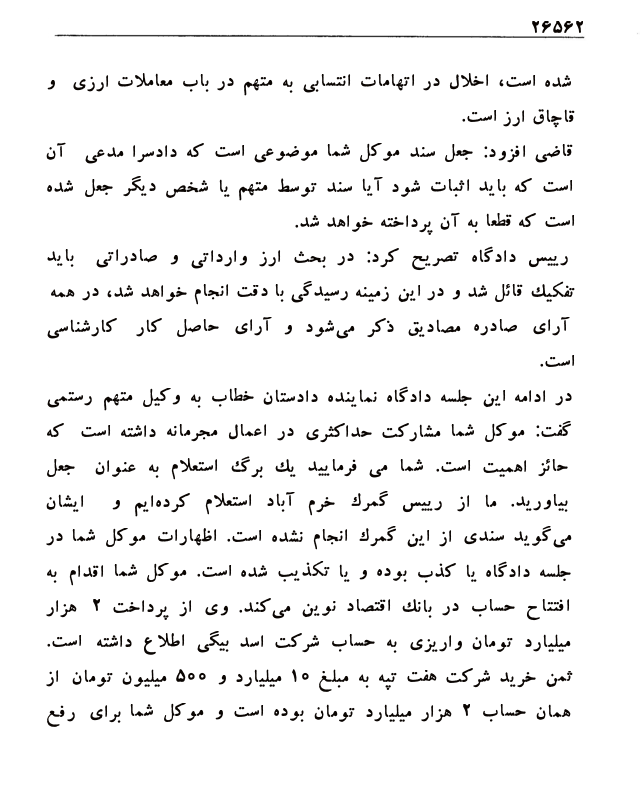 ۲۶۵۶۲
شده است، اخلال در اتهامات انتسابی به متهم در باب معاملات ارزی و
قاچاق ارز است.
قاضی افزود: جعل سند موکل شما موضوعی است که دادسرا مدعی آن
است که باید اثبات شود آیا سند توسط متهم یا شخص دیگر جعل شده
است که قطعا به آن پرداخته خواهد شد.
رییس دادگاه تصریح کرد: در بحث ارز وارداتی و صادراتی باید
تفکیك قائل شد و در این زمینه رسیدگی با دقت انجام خواهد شد، در همه
آرای صادره مصادیق ذکر می‌شود و آرای حاصل کار کارشناسی
است.
در ادامه این جلسه دادگاه نماینده دادستان خطاب به وکیل متهم رستمی
گفت: موکل شما مشارکت حداکثری در اعمال مجرمانه داشته است که
حائز اهمیت است. شما می فرمایید یك برگ استعلام به عنوان جعل
بیاورید. ما از رییس گمرك خرم آباد استعلام کرده‌ایم و ایشان
می‌گوید سندی از این گمرك انجام نشده است. اظهارات موکل شما در
جلسه دادگاه یا کذب بوده و یا تکذیب شده است. موکل شما اقدام به
افتتاح حساب در بانك اقتصاد نوین می‌کند. وی از پرداخت ۲ هزار
میلیارد تومان واریزی به حساب شرکت اسد بیگی اطلاع داشته است.
ثمن خرید شرکت هفت تپه به مبلغ ۱۰ میلیارد و ۵۰۰ میلیون تومان از
همان حساب ۲ هزار میلیارد تومان بوده است و موکل شما برای رفع